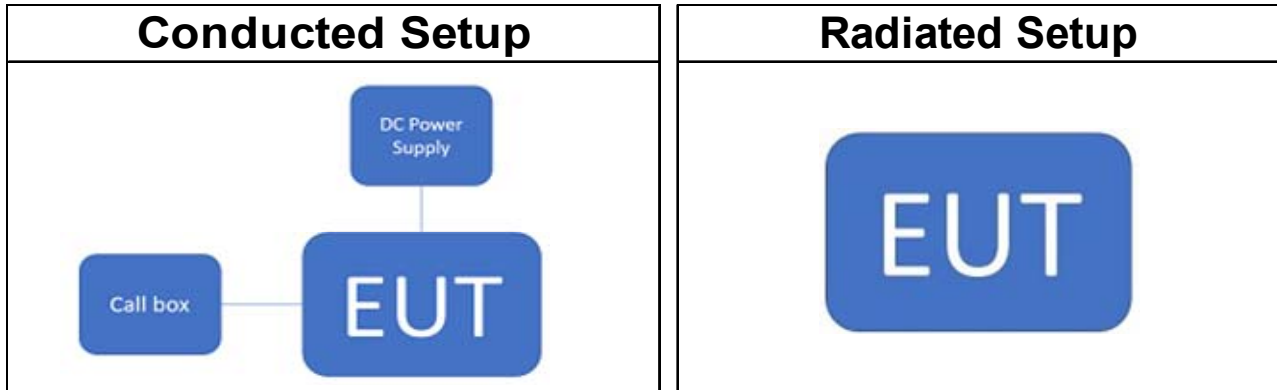 Conducted Setup
Radiated Setup
DC Power
Supply
Call box
EUT
EUT